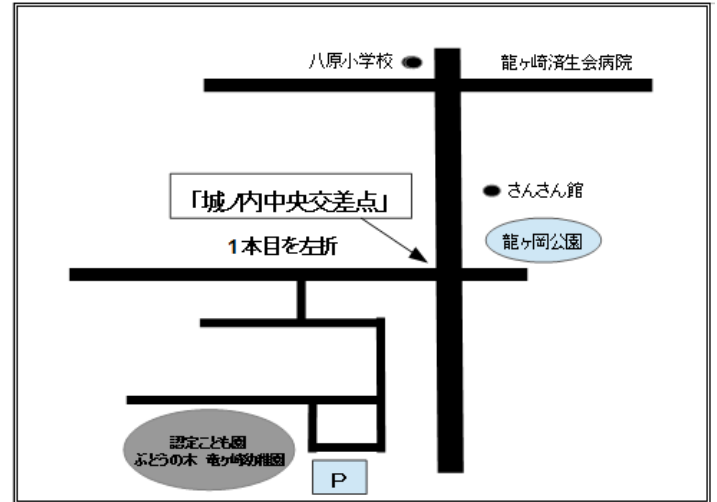 八原小学校
龍ヶ崎済生会病院
さんさん館
「城ノ内中央交差点」
龍ヶ岡公園
1本目を左折
認定こども園
ぶどうの木 竜ヶ崎幼稚園
P